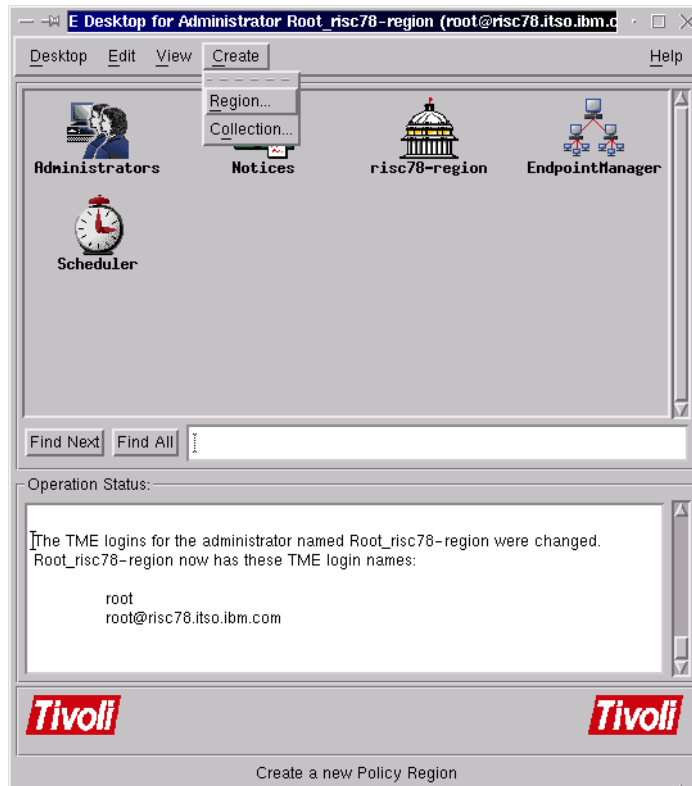 E Desktop for Administrator Root_risc78-region (root@risc78.itso.ibm.c
Desktop Edit View Create Help
Region...
Collection...
Administrators Notices risc78-region EndpointManager
Scheduler
Find Next Find All
Operation Status:
The TME logins for the administrator named Root_risc78-region were changed.
Root_risc78-region now has these TME login names:
root
root@risc78.itso.ibm.com
Tivoli Tivoli
Create a new Policy Region